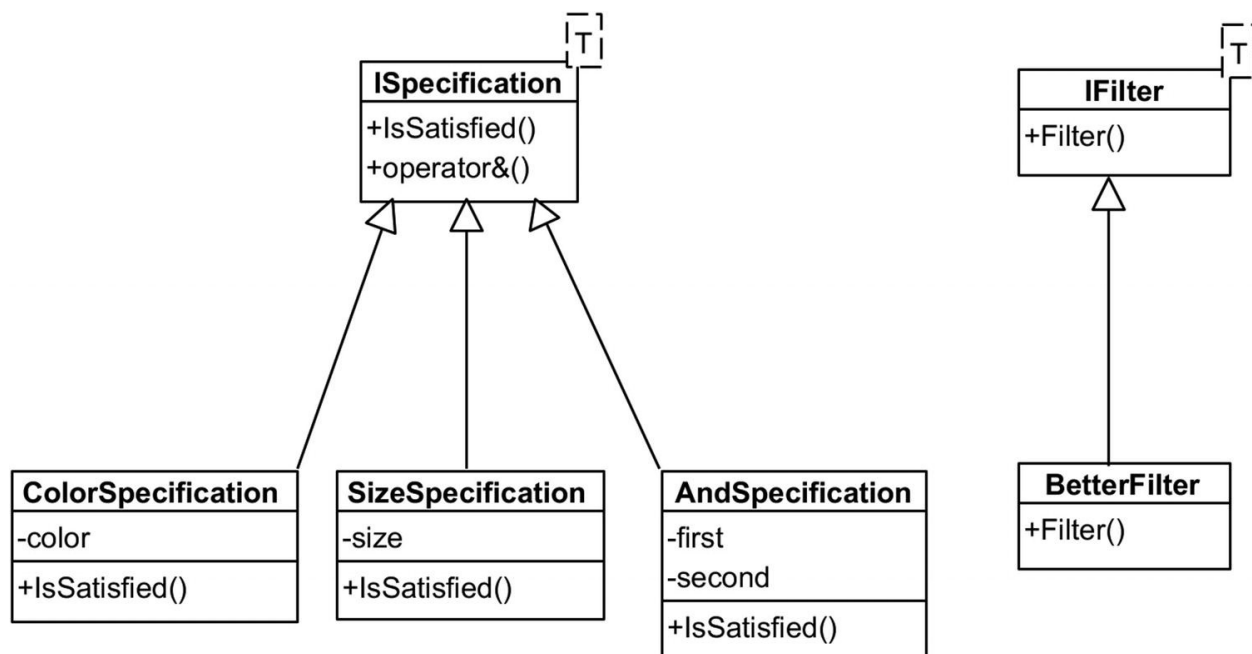 T
ISpecification
+IsSatisfied()
+operator&()
T
IFilter
+Filter()
ColorSpecification
-color
+IsSatisfied()
SizeSpecification
-size
+IsSatisfied()
AndSpecification
-first
-second
+IsSatisfied()
BetterFilter
+Filter()